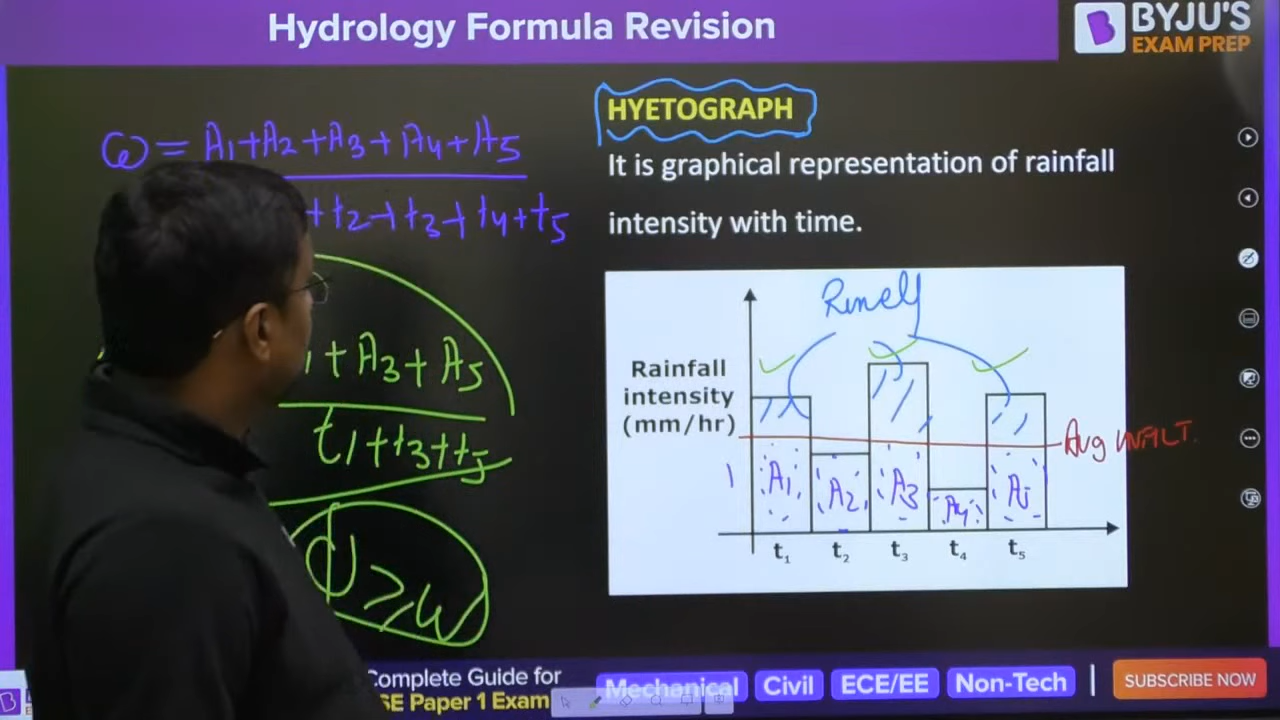 Hydrology Formula Revision
BYJU'S
EXAM PREP
ω = A1+A2+A3+A4+A5
+t2+t3+t4+t5
+A3+A5
t1+t3+t5
≥ W
HYETOGRAPH
It is graphical representation of rainfall
intensity with time.
Rainfall
intensity
(mm/hr)
A1
A2
A3
A4
t1
t2
t3
t4
t5
Avg
Complete Guide for
SE Paper 1 Exam
Mechanical
Civil
ECE/EE
Non-Tech
SUBSCRIBE NOW